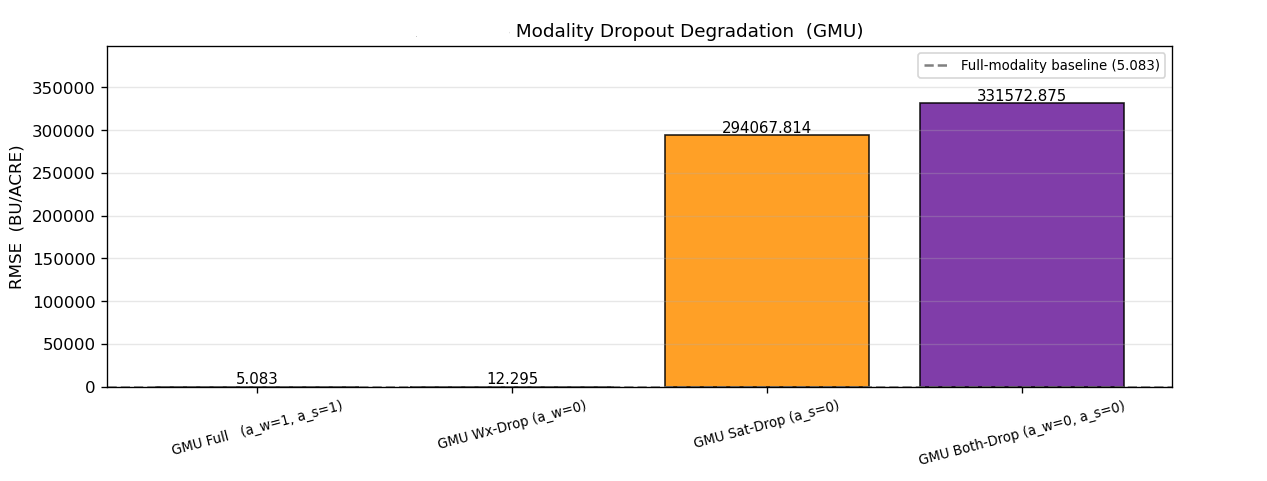 Modality Dropout Degradation  (GMU)
Full-modality baseline (5.083)
RMSE  (BU/ACRE)
350000
300000
250000
200000
150000
100000
50000
0
5.083
12.295
294067.814
331572.875
GMU Full   (a_w=1, a_s=1)
GMU Wx-Drop (a_w=0)
GMU Sat-Drop (a_s=0)
GMU Both-Drop (a_w=0, a_s=0)